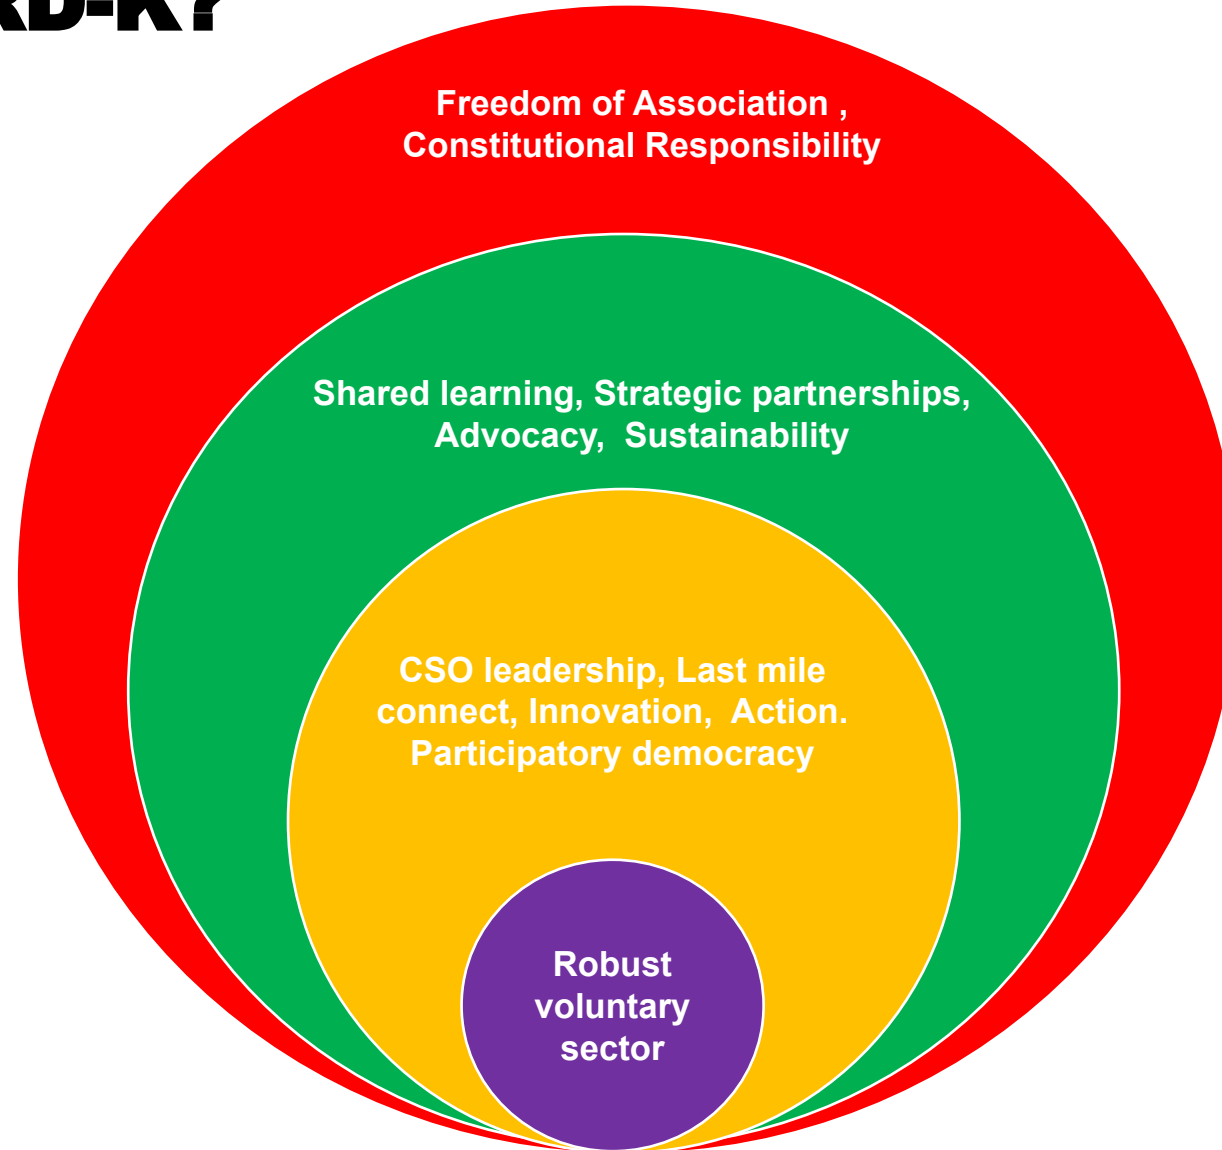 RD-K?
Freedom of Association ,
Constitutional Responsibility
Shared learning, Strategic partnerships,
Advocacy,  Sustainability
CSO leadership, Last mile
connect, Innovation,  Action.
Participatory democracy
Robust
voluntary
sector